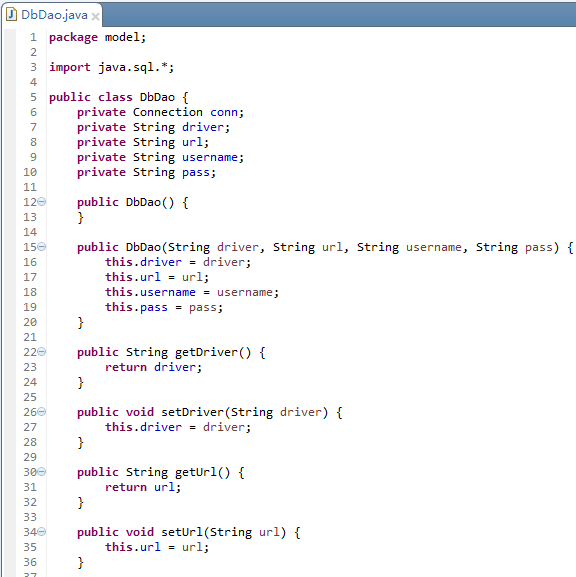 DbDao.java
1 package model;
2
3 import java.sql.*;
4
5 public class DbDao {
6     private Connection conn;
7     private String driver;
8     private String url;
9     private String username;
10     private String pass;
11
12     public DbDao() {
13     }
14
15     public DbDao(String driver, String url, String username, String pass) {
16         this.driver = driver;
17         this.url = url;
18         this.username = username;
19         this.pass = pass;
20     }
21
22     public String getDriver() {
23         return driver;
24     }
25
26     public void setDriver(String driver) {
27         this.driver = driver;
28     }
29
30     public String getUrl() {
31         return url;
32     }
33
34     public void setUrl(String url) {
35         this.url = url;
36     }
37